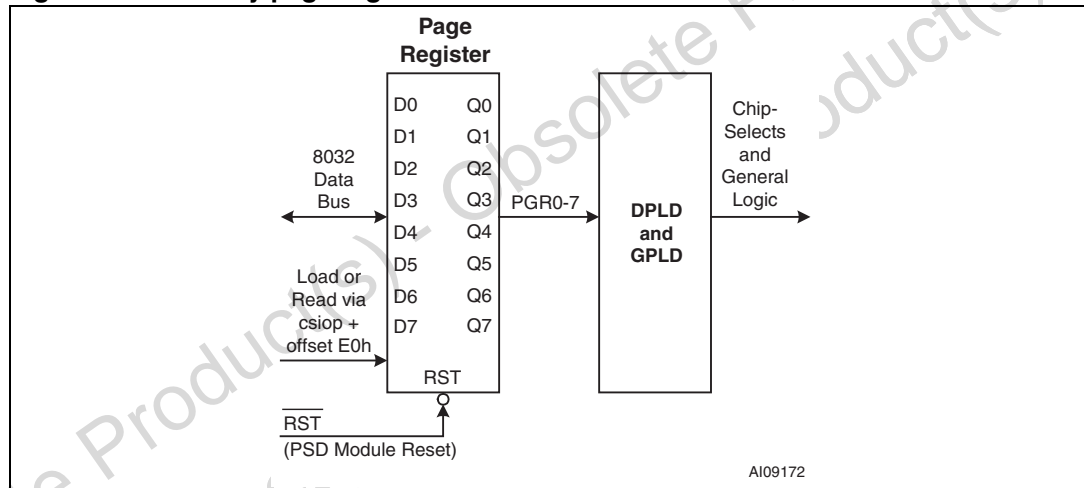 Page
Register
D0 Q0
D1 Q1
D2 Q2
D3 Q3
D4 Q4
D5 Q5
D6 Q6
D7 Q7
RST
8032
Data
Bus
Load or
Read via
csiop +
offset E0h
RST
(PSD Module Reset)
PGR0-7
DPLD
and
GPLD
Chip-
Selects
and
General
Logic
AI09172
Product(s) - Obsolete